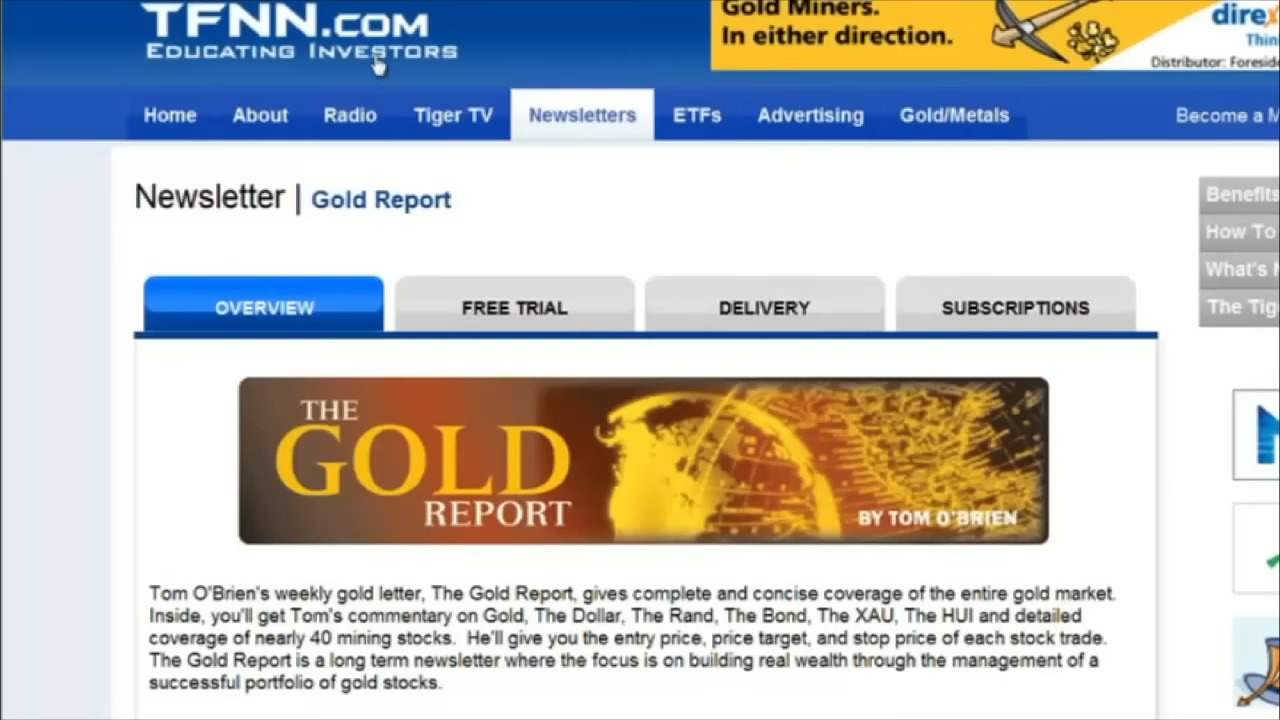 TFNN.COM
EDUCATING INVESTORS
Gold Miners.
In either direction.
Distributor:
Home About Radio Tiger TV Newsletters ETFs Advertising Gold/Metals Become a
Newsletter | Gold Report
Benefits
How To
What's
The
OVERVIEW FREE TRIAL DELIVERY SUBSCRIPTIONS
THE
GOLD
REPORT
BY TOM O'BRIEN
Tom O'Brien's weekly gold letter, The Gold Report, gives complete and concise coverage of the entire gold market.
Inside, you'll get Tom's commentary on Gold, The Dollar, The Rand, The Bond, The XAU, The HUI and detailed
coverage of nearly 40 mining stocks. He'll give you the entry price, price target, and stop price of each stock trade.
The Gold Report is a long term newsletter where the focus is on building real wealth through the management of a
successful portfolio of gold stocks.